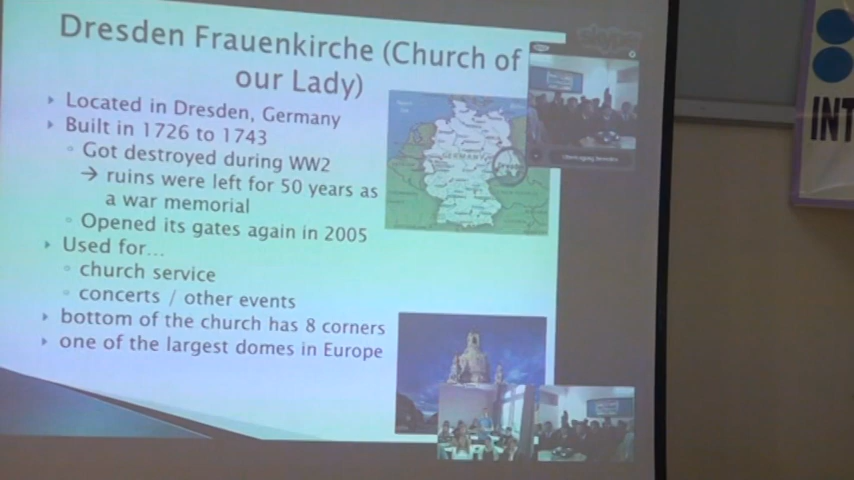 Dresden Frauenkirche (Church of
our Lady)
Located in Dresden, Germany
Built in 1726 to 1743
Got destroyed during WW2
→ ruins were left for 50 years as
a war memorial
Opened its gates again in 2005
Used for...
church service
concerts / other events
bottom of the church has 8 corners
one of the largest domes in Europe
GERMANY
INT